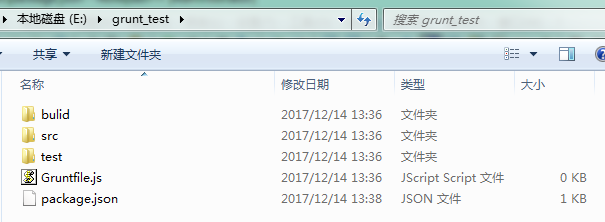 本地磁盘 (E:) ▸ grunt_test ▸
搜索 grunt_test
共享 ▼ 新建文件夹
名称 修改日期 类型 大小
bulid 2017/12/14 13:36 文件夹
src 2017/12/14 13:36 文件夹
test 2017/12/14 13:36 文件夹
Gruntfile.js 2017/12/14 13:36 JScript Script 文件 0 KB
package.json 2017/12/14 13:38 JSON 文件 1 KB